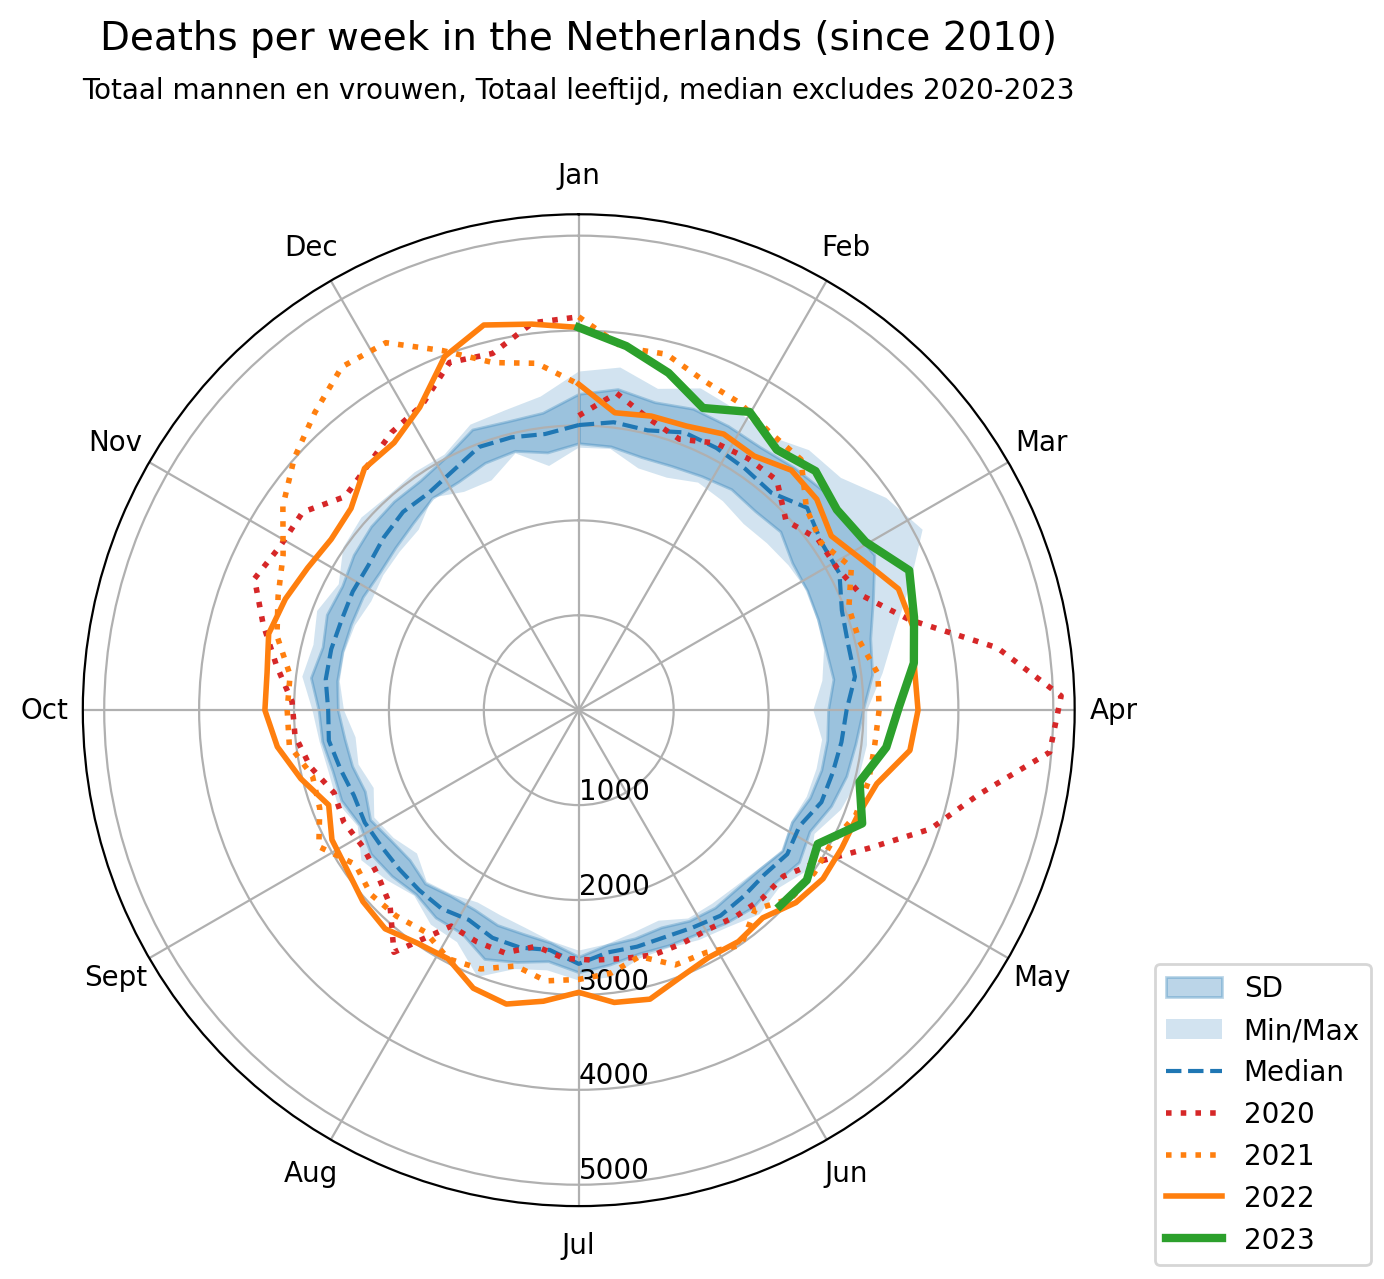 Deaths per week in the Netherlands (since 2010)
Totaal mannen en vrouwen, Totaal leeftijd, median excludes 2020-2023
Jan
Feb
Mar
Apr
May
Jun
Jul
Aug
Sept
Oct
Nov
Dec
1000
2000
3000
4000
5000
SD
Min/Max
Median
2020
2021
2022
2023